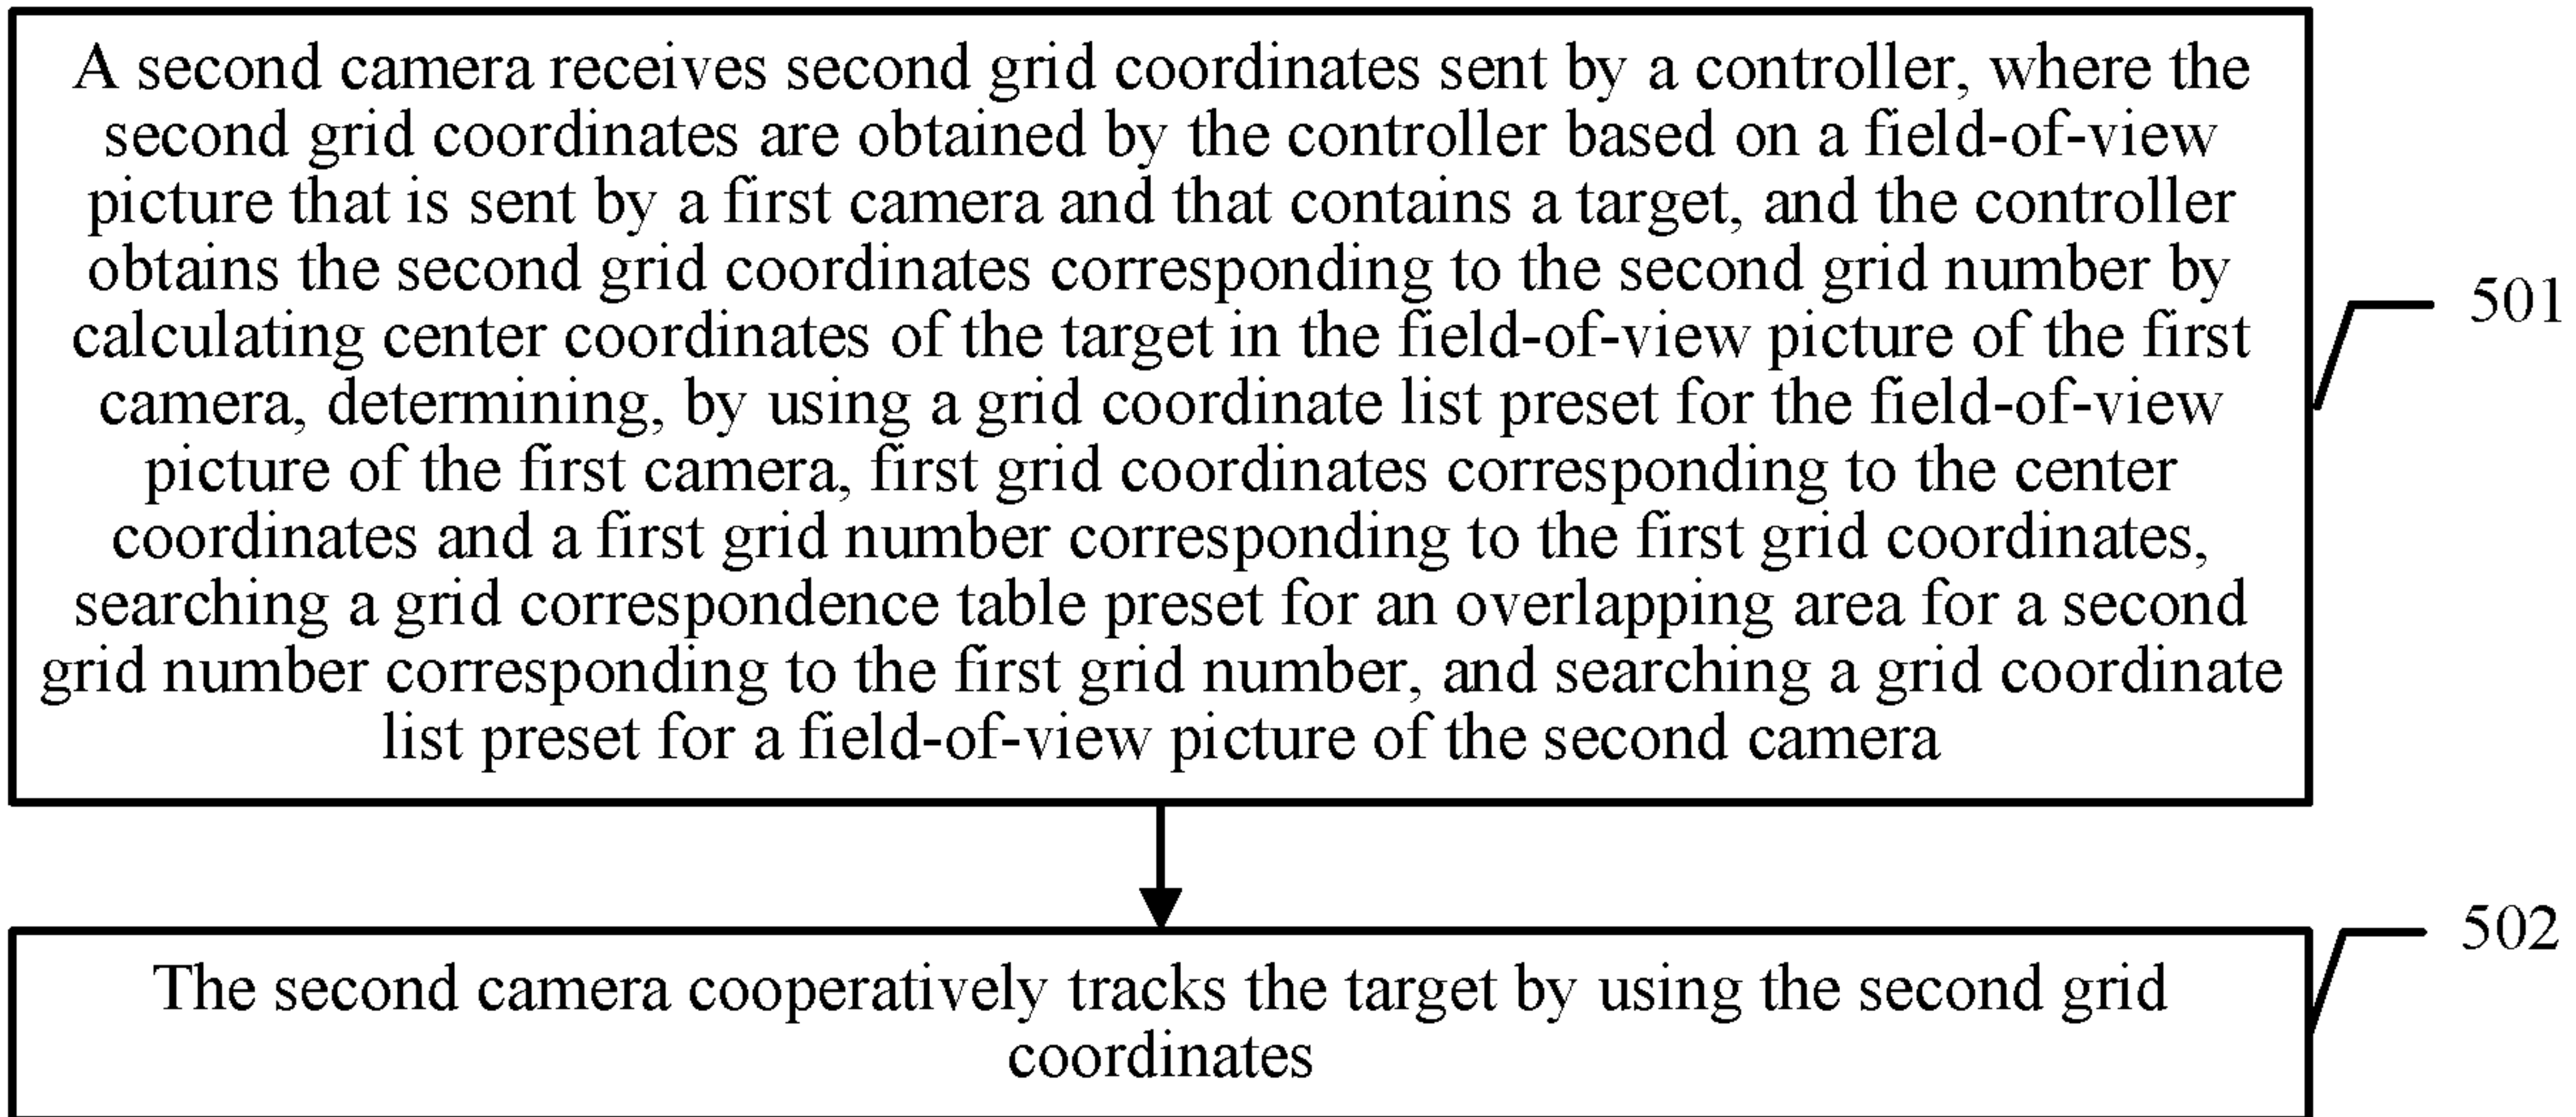 A second camera receives second grid coordinates sent by a controller, where the
second grid coordinates are obtained by the controller based on a field-of-view
picture that is sent by a first camera and that contains a target, and the controller
obtains the second grid coordinates corresponding to the second grid number by
calculating center coordinates of the target in the field-of-view picture of the first
camera, determining, by using a grid coordinate list preset for the field-of-view
picture of the first camera, first grid coordinates corresponding to the center
coordinates and a first grid number corresponding to the first grid coordinates,
searching a grid correspondence table preset for an overlapping area for a second
grid number corresponding to the first grid number, and searching a grid coordinate
list preset for a field-of-view picture of the second camera
501
The second camera cooperatively tracks the target by using the second grid
coordinates
502